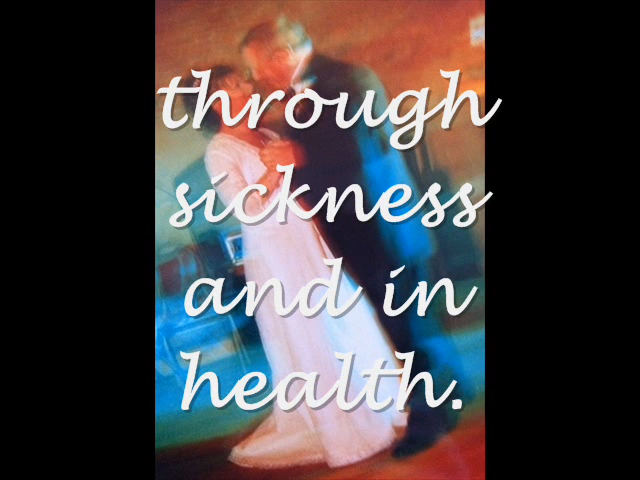 through
sickness
and in
health.